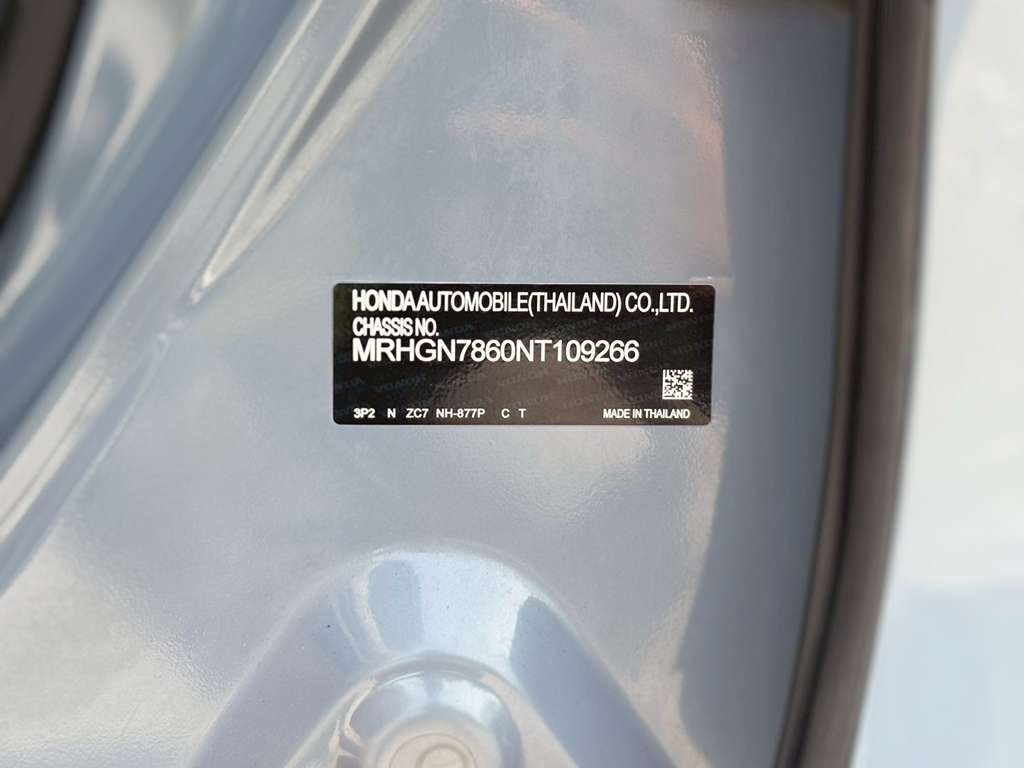 HONDA AUTOMOBILE(THAILAND) CO.,LTD.
CHASSIS NO.
MRHGN7860NT109266
3P2 N ZC7 NH-877P C T MADE IN THAILAND